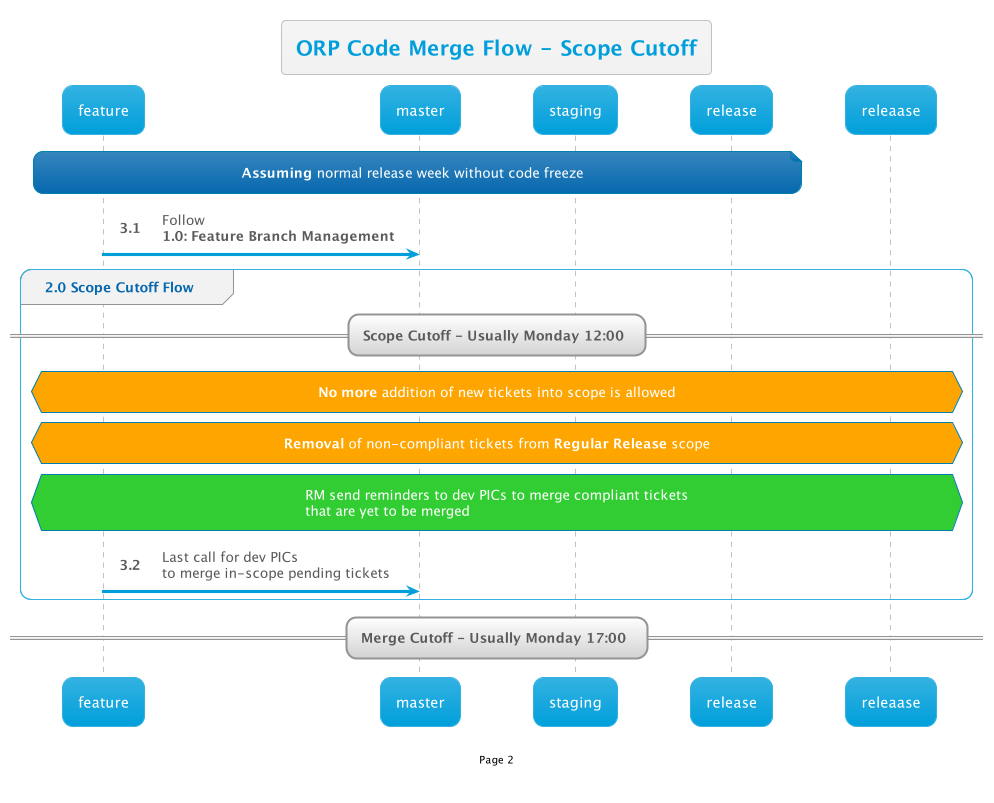 ORP Code Merge Flow – Scope Cutoff
feature
master
staging
release
releaase
Assuming normal release week without code freeze
3.1
Follow
1.0: Feature Branch Management
2.0 Scope Cutoff Flow
Scope Cutoff – Usually Monday 12:00
No more addition of new tickets into scope is allowed
Removal of non-compliant tickets from Regular Release scope
RM send reminders to dev PICs to merge compliant tickets
that are yet to be merged
3.2
Last call for dev PICs
to merge in-scope pending tickets
Merge Cutoff – Usually Monday 17:00
feature
master
staging
release
releaase
Page 2